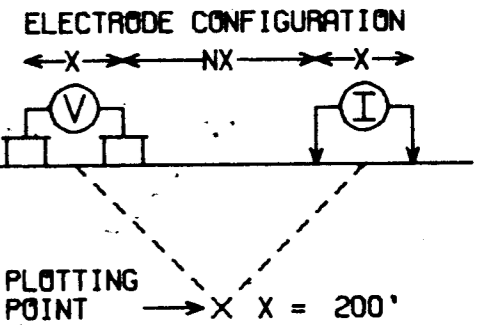 ELECTRODE CONFIGURATION
X NX X
V I
PLOTTING
POINT X X = 200'